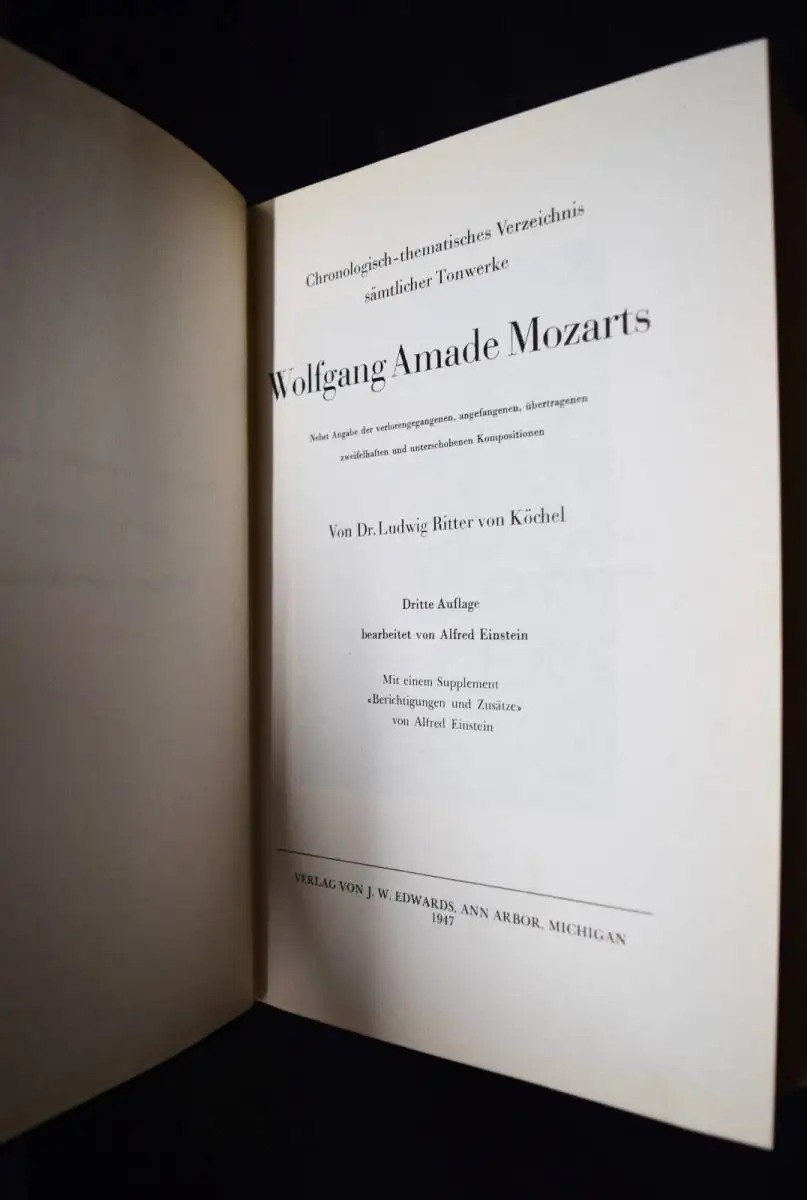 Chronologisch-thematisches Verzeichnis
sämtlicher Tonwerke
Wolfgang Amade Mozarts
Nebst Angabe der verlorengegangenen, angefangenen, übertragenen
zweifelhaften und unterschobenen Kompositionen
Von Dr. Ludwig Ritter von Köchel
Dritte Auflage
bearbeitet von Alfred Einstein
Mit einem Supplement
«Berichtigungen und Zusätze»
von Alfred Einstein
VERLAG VON J. W. EDWARDS, ANN ARBOR, MICHIGAN
1947